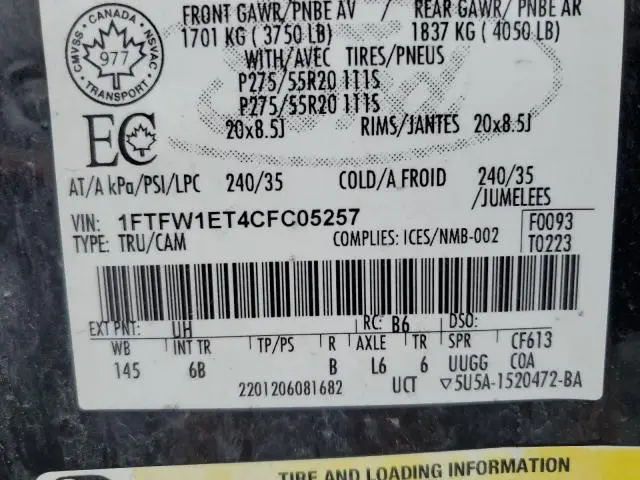 CANADA
CMVSS NSVAC
977
TRANSPORT
FRONT GAWR/PNBE AV / REAR GAWR/ PNBE AR
1701 KG ( 3750 LB) 1837 KG ( 4050 LB)
WITH/AVEC TIRES/PNEUS
P275/55R20 111S
P275/55R20 111S
EC
20x8.5J RIMS/JANTES 20x8.5J
AT/A kPa/PSI/LPC 240/35 COLD/A FROID 240/35
/JUMELEES
VIN: 1FTFW1ET4CFC05257 F0093
TYPE: TRU/CAM COMPLIES: ICES/NMB-002 T0223
EXT PNT: UH RC: B6 DSO:
WB INT TR TP/PS R AXLE TR SPR CF613
145 6B B L6 6 UUGG COA
2201206081682 UCT ▽5U5A-1520472-BA
TIRE AND LOADING INFORMATION